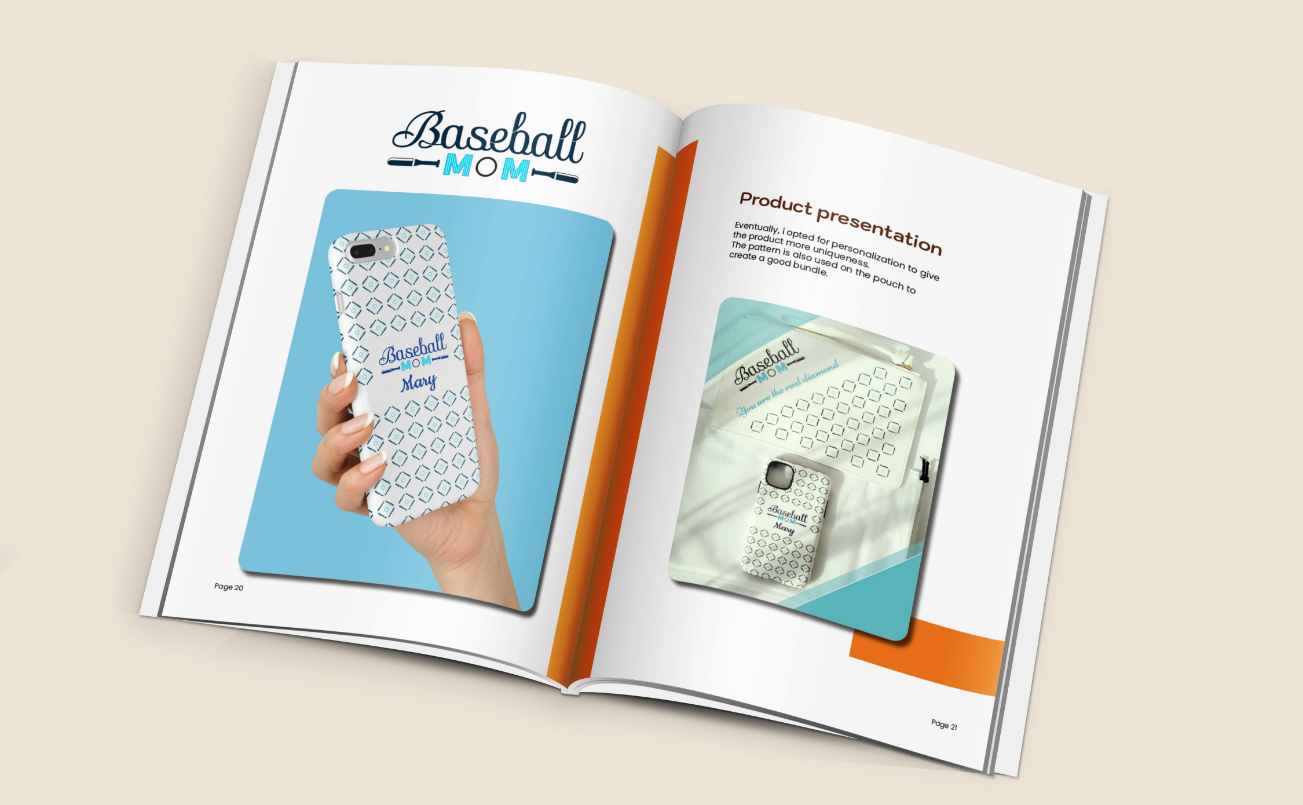 Baseball
MOM
Baseball
MOM
Mary
Page 20
Product presentation
Eventually, i opted for personalization to give
the product more uniqueness.
The pattern is also used on the pouch to
create a good bundle.
Baseball
MOM
You are the real diamond
Baseball
MOM
Mary
Page 21